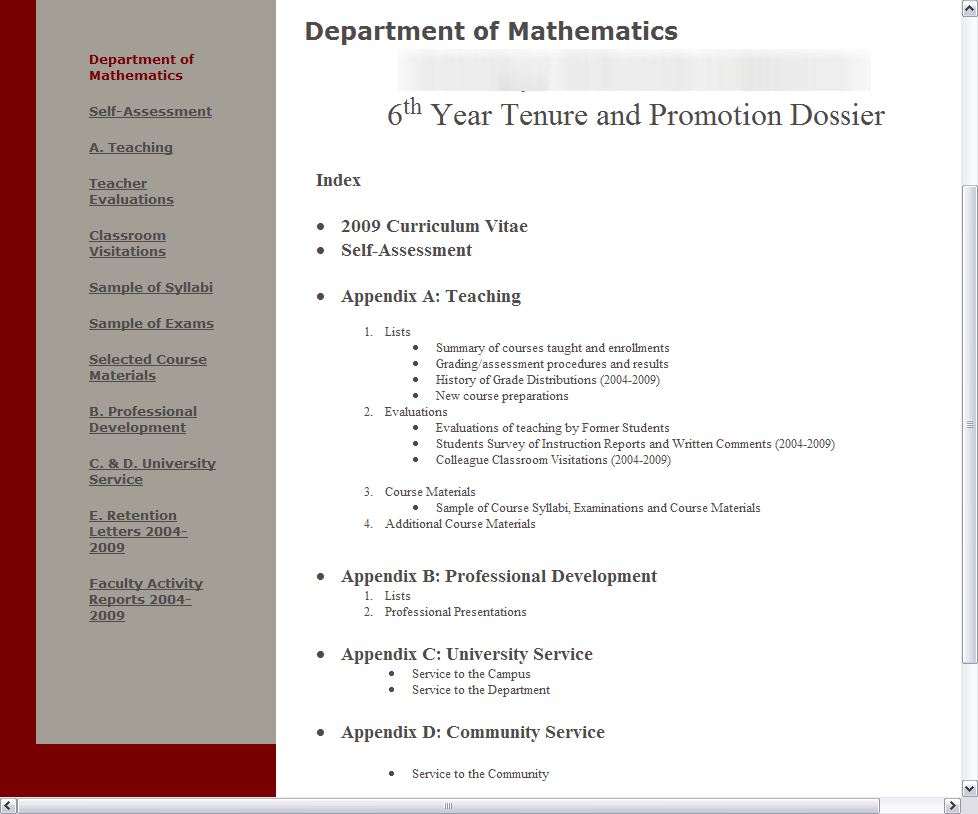 Department of
Mathematics
Self-Assessment
A. Teaching
Teacher
Evaluations
Classroom
Visitations
Sample of Syllabi
Sample of Exams
Selected Course
Materials
B. Professional
Development
C. & D. University
Service
E. Retention
Letters 2004-
2009
Faculty Activity
Reports 2004-
2009
Department of Mathematics
6th Year Tenure and Promotion Dossier
Index
• 2009 Curriculum Vitae
• Self-Assessment
• Appendix A: Teaching
1. Lists
• Summary of courses taught and enrollments
• Grading/assessment procedures and results
• History of Grade Distributions (2004-2009)
• New course preparations
2. Evaluations
• Evaluations of teaching by Former Students
• Students Survey of Instruction Reports and Written Comments (2004-2009)
• Colleague Classroom Visitations (2004-2009)
3. Course Materials
• Sample of Course Syllabi, Examinations and Course Materials
4. Additional Course Materials
• Appendix B: Professional Development
1. Lists
2. Professional Presentations
• Appendix C: University Service
• Service to the Campus
• Service to the Department
• Appendix D: Community Service
• Service to the Community